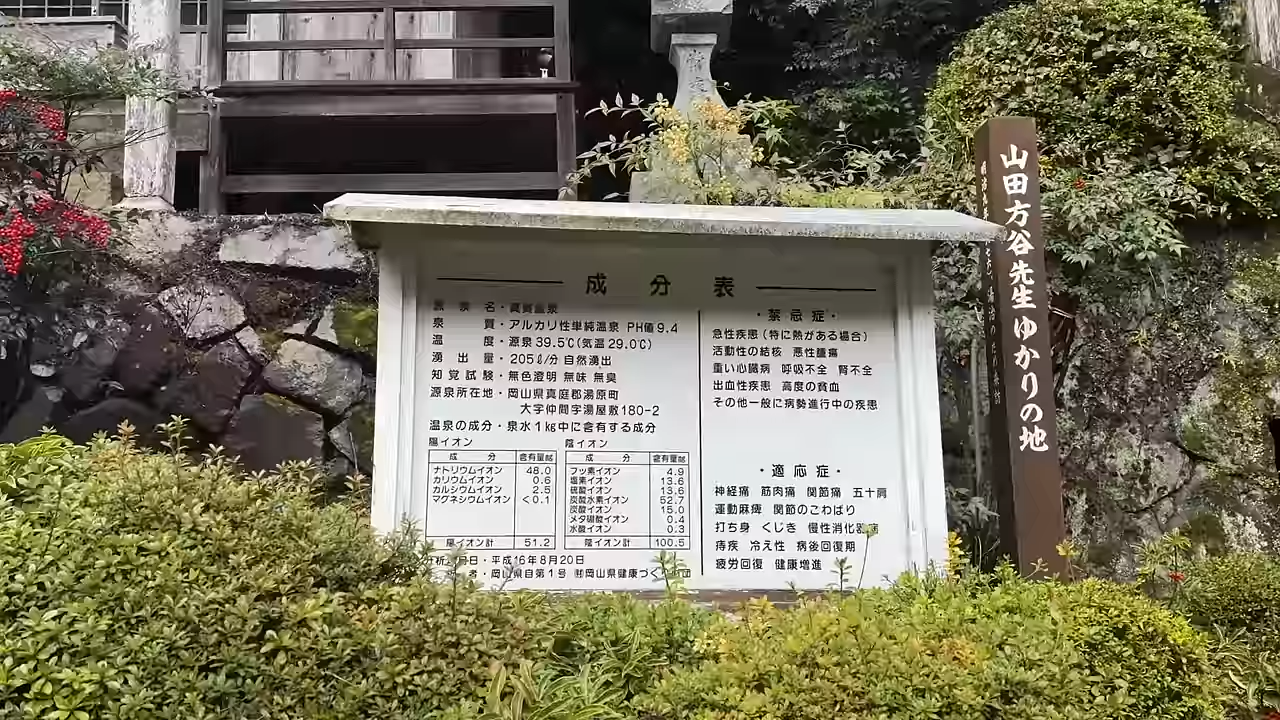 成分表
源泉名・真賀温泉
泉質・アルカリ性単純温泉 PH値9.4
温度・源泉39.5℃(気温29.0℃)
湧出量・205ℓ/分 自然湧出
知覚試験・無色澄明 無味 無臭
源泉所在地・岡山県真庭郡湯原町
大字仲間字湯屋敷180-2
温泉の成分・泉水1kg中に含有する成分
陽イオン
成分 含有量mg
ナトリウムイオン 48.0
カリウムイオン 0.6
カルシウムイオン 2.5
マグネシウムイオン <0.1
陽イオン計 51.2
陰イオン
成分 含有量mg
フッ素イオン 4.9
塩素イオン 13.6
硫酸イオン 13.6
炭酸水素イオン 52.7
炭酸イオン 15.0
メタ硼酸イオン 0.4
水酸イオン 0.3
陰イオン計 100.5
日・平成16年8月20日
者・岡山県自第1号 ㈶岡山県健康づく
・禁忌症・
急性疾患(特に熱がある場合)
活動性の結核 悪性腫瘍
重い心臓病 呼吸不全 腎不全
出血性疾患 高度の貧血
その他一般に病勢進行中の疾患
・適応症・
神経痛 筋肉痛 関節痛 五十肩
運動麻痺 関節のこわばり
打ち身 くじき 慢性消化器病
痔疾 冷え性 病後回復期
疲労回復 健康増進
山田方谷先生ゆかりの地